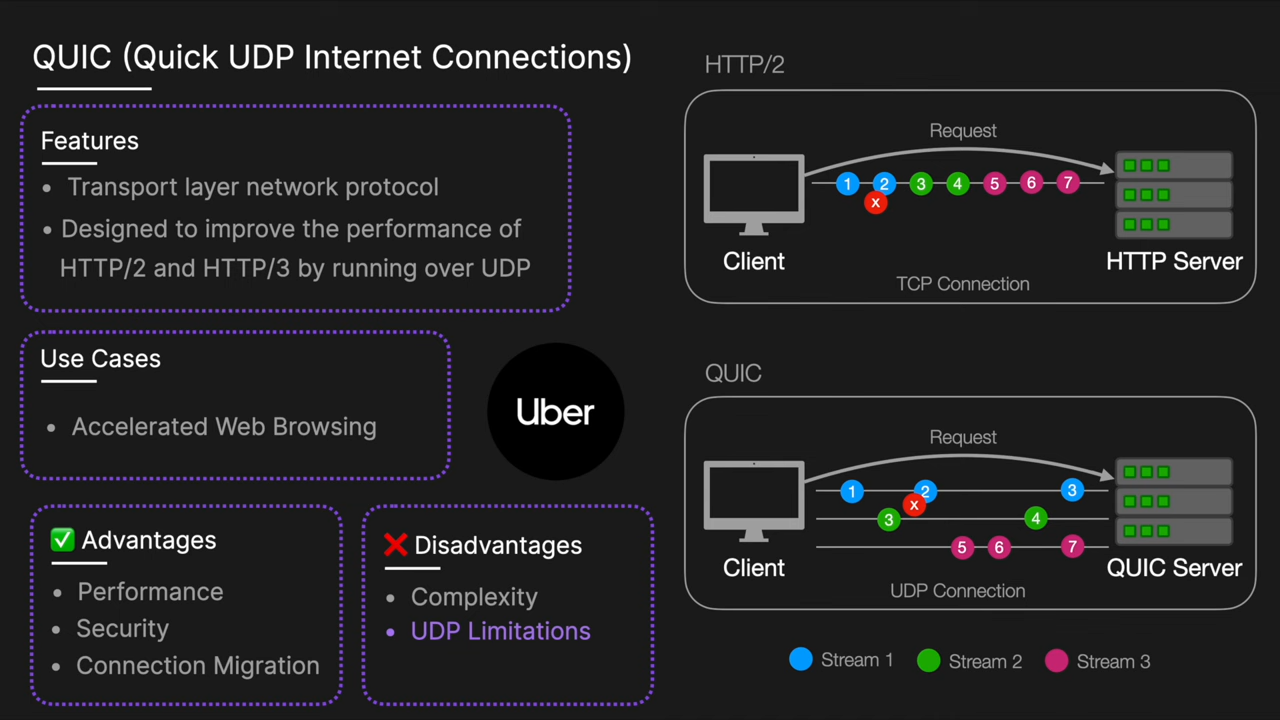 QUIC (Quick UDP Internet Connections)
Features
• Transport layer network protocol
• Designed to improve the performance of
HTTP/2 and HTTP/3 by running over UDP
Use Cases
• Accelerated Web Browsing
Uber
✅ Advantages
• Performance
• Security
• Connection Migration
❌ Disadvantages
• Complexity
• UDP Limitations
HTTP/2
Request
1 2 3 4 5 6 7
x
Client
HTTP Server
TCP Connection
QUIC
Request
1 2 3
x
3 4
5 6 7
Client
QUIC Server
UDP Connection
Stream 1 Stream 2 Stream 3